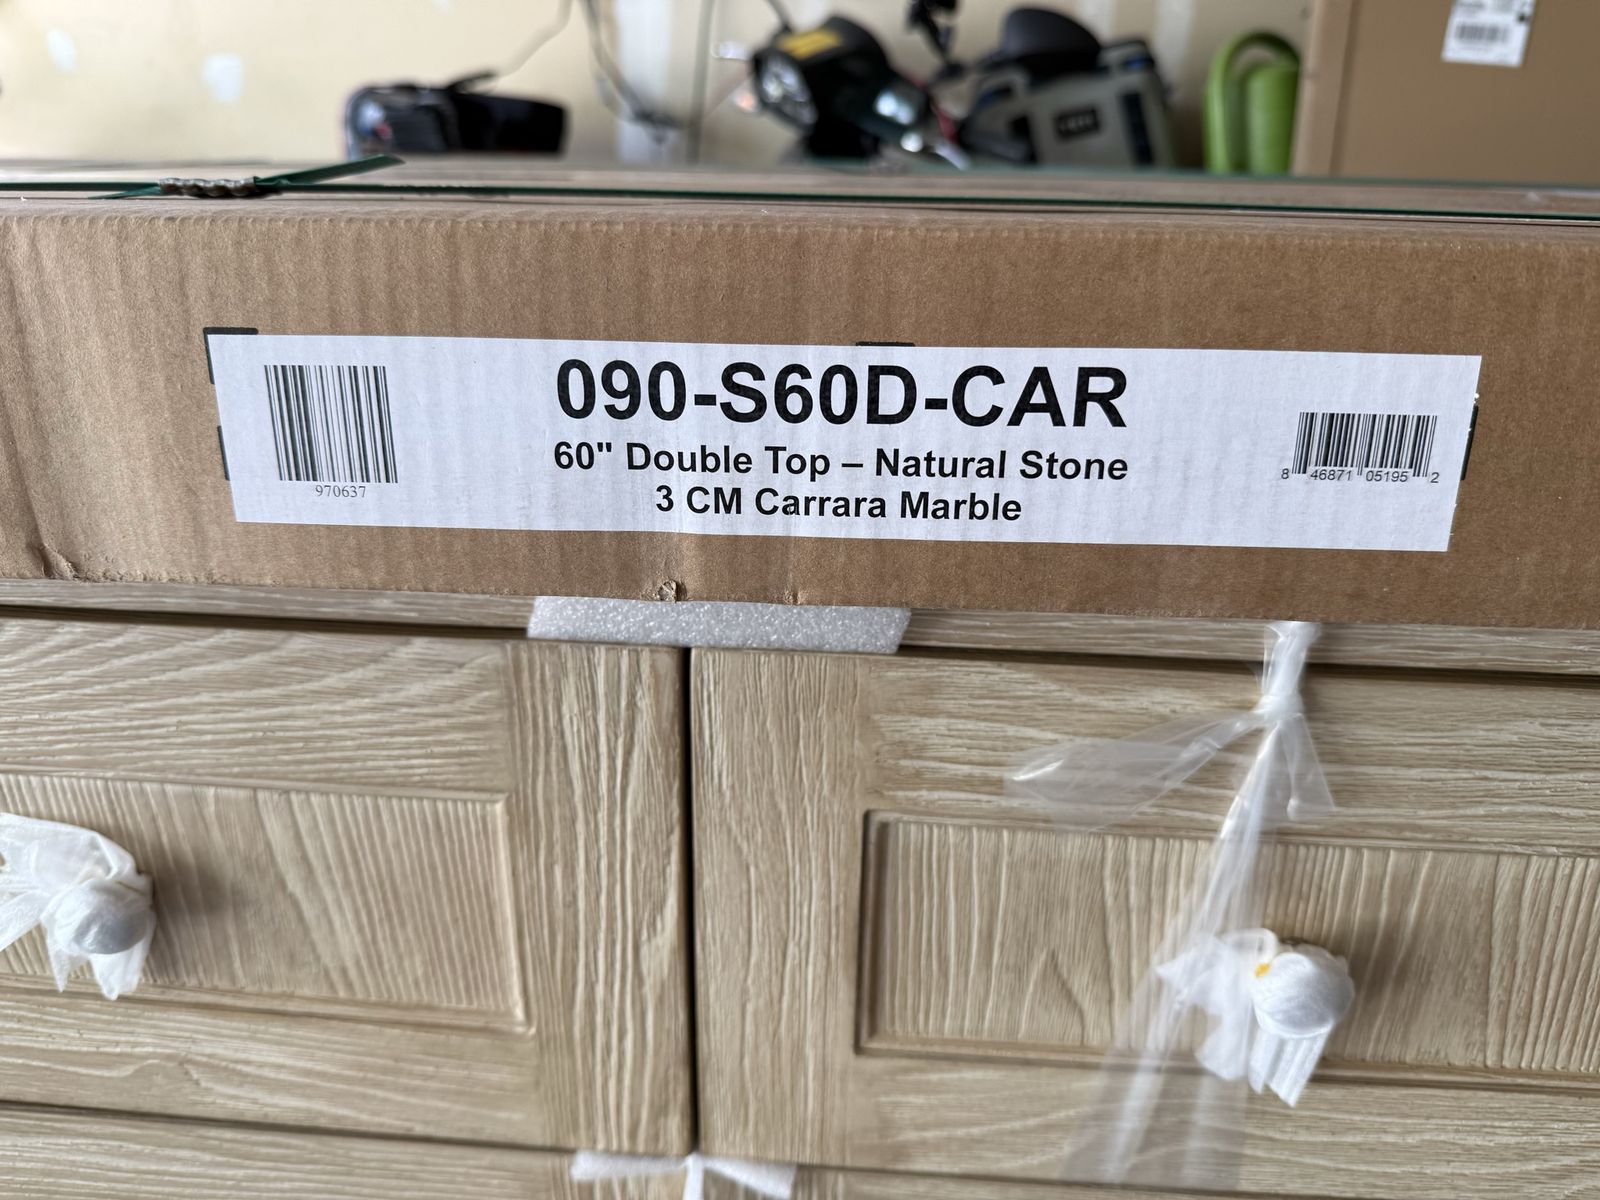 090-S60D-CAR
60" Double Top – Natural Stone
3 CM Carrara Marble
970637
8 46871 05195 2